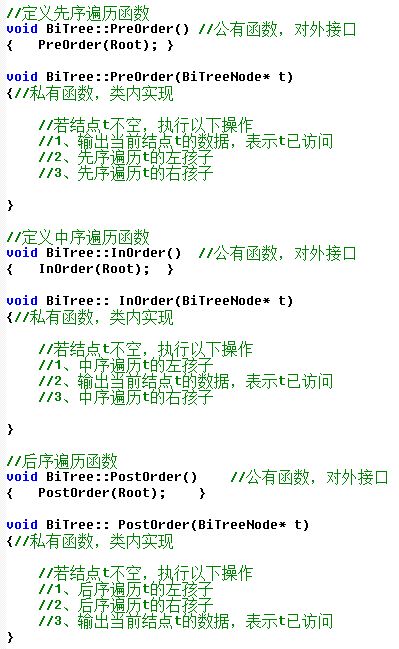 //定义先序遍历函数
void BiTree::PreOrder() //公有函数，对外接口
{   PreOrder(Root); }
void BiTree::PreOrder(BiTreeNode* t)
{//私有函数，类内实现
//若结点t不空，执行以下操作
//1、输出当前结点t的数据，表示t已访问
//2、先序遍历t的左孩子
//3、先序遍历t的右孩子
}
//定义中序遍历函数
void BiTree::InOrder()  //公有函数，对外接口
{   InOrder(Root);  }
void BiTree:: InOrder(BiTreeNode* t)
{//私有函数，类内实现
//若结点t不空，执行以下操作
//1、中序遍历t的左孩子
//2、输出当前结点t的数据，表示t已访问
//3、中序遍历t的右孩子
}
//后序遍历函数
void BiTree::PostOrder()    //公有函数，对外接口
{   PostOrder(Root);    }
void BiTree:: PostOrder(BiTreeNode* t)
{//私有函数，类内实现
//若结点t不空，执行以下操作
//1、后序遍历t的左孩子
//2、后序遍历t的右孩子
//3、输出当前结点t的数据，表示t已访问
}